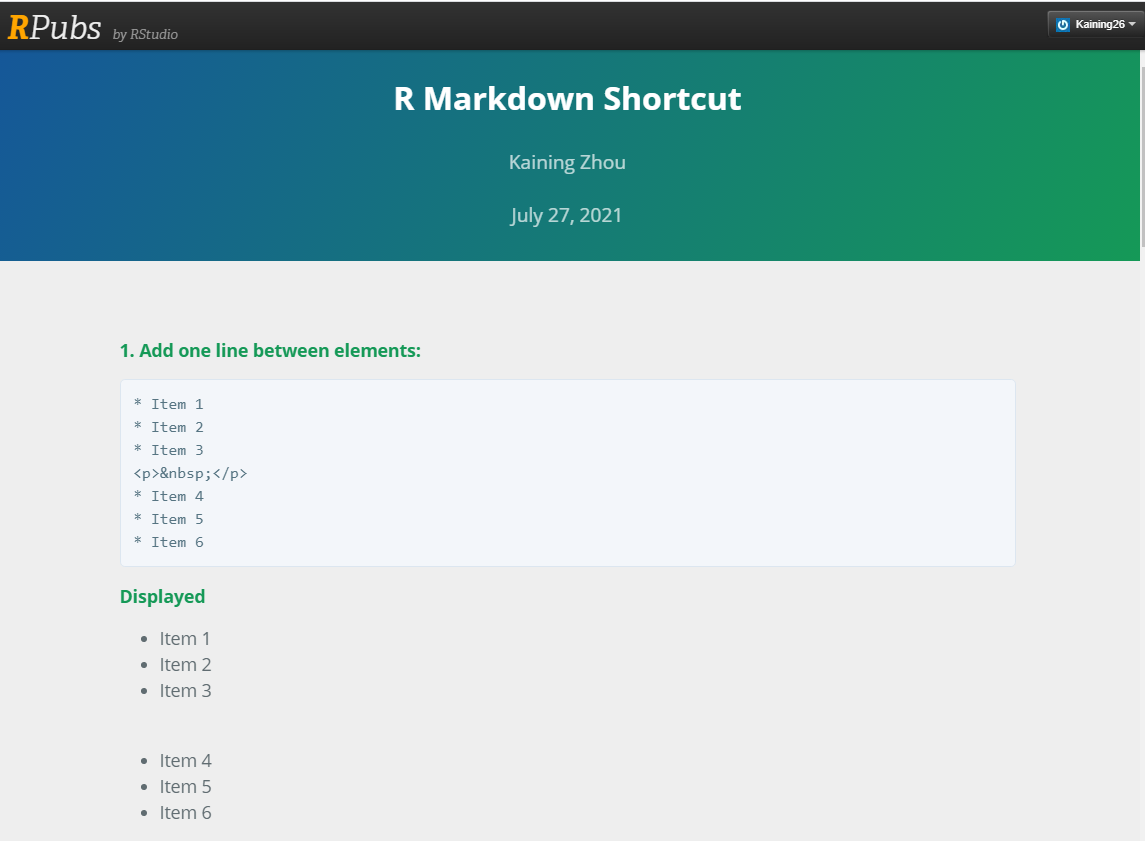 RPubs by RStudio
Kaining26
R Markdown Shortcut
Kaining Zhou
July 27, 2021
1. Add one line between elements:
* Item 1
* Item 2
* Item 3
<p>&nbsp;</p>
* Item 4
* Item 5
* Item 6
Displayed
• Item 1
• Item 2
• Item 3
• Item 4
• Item 5
• Item 6